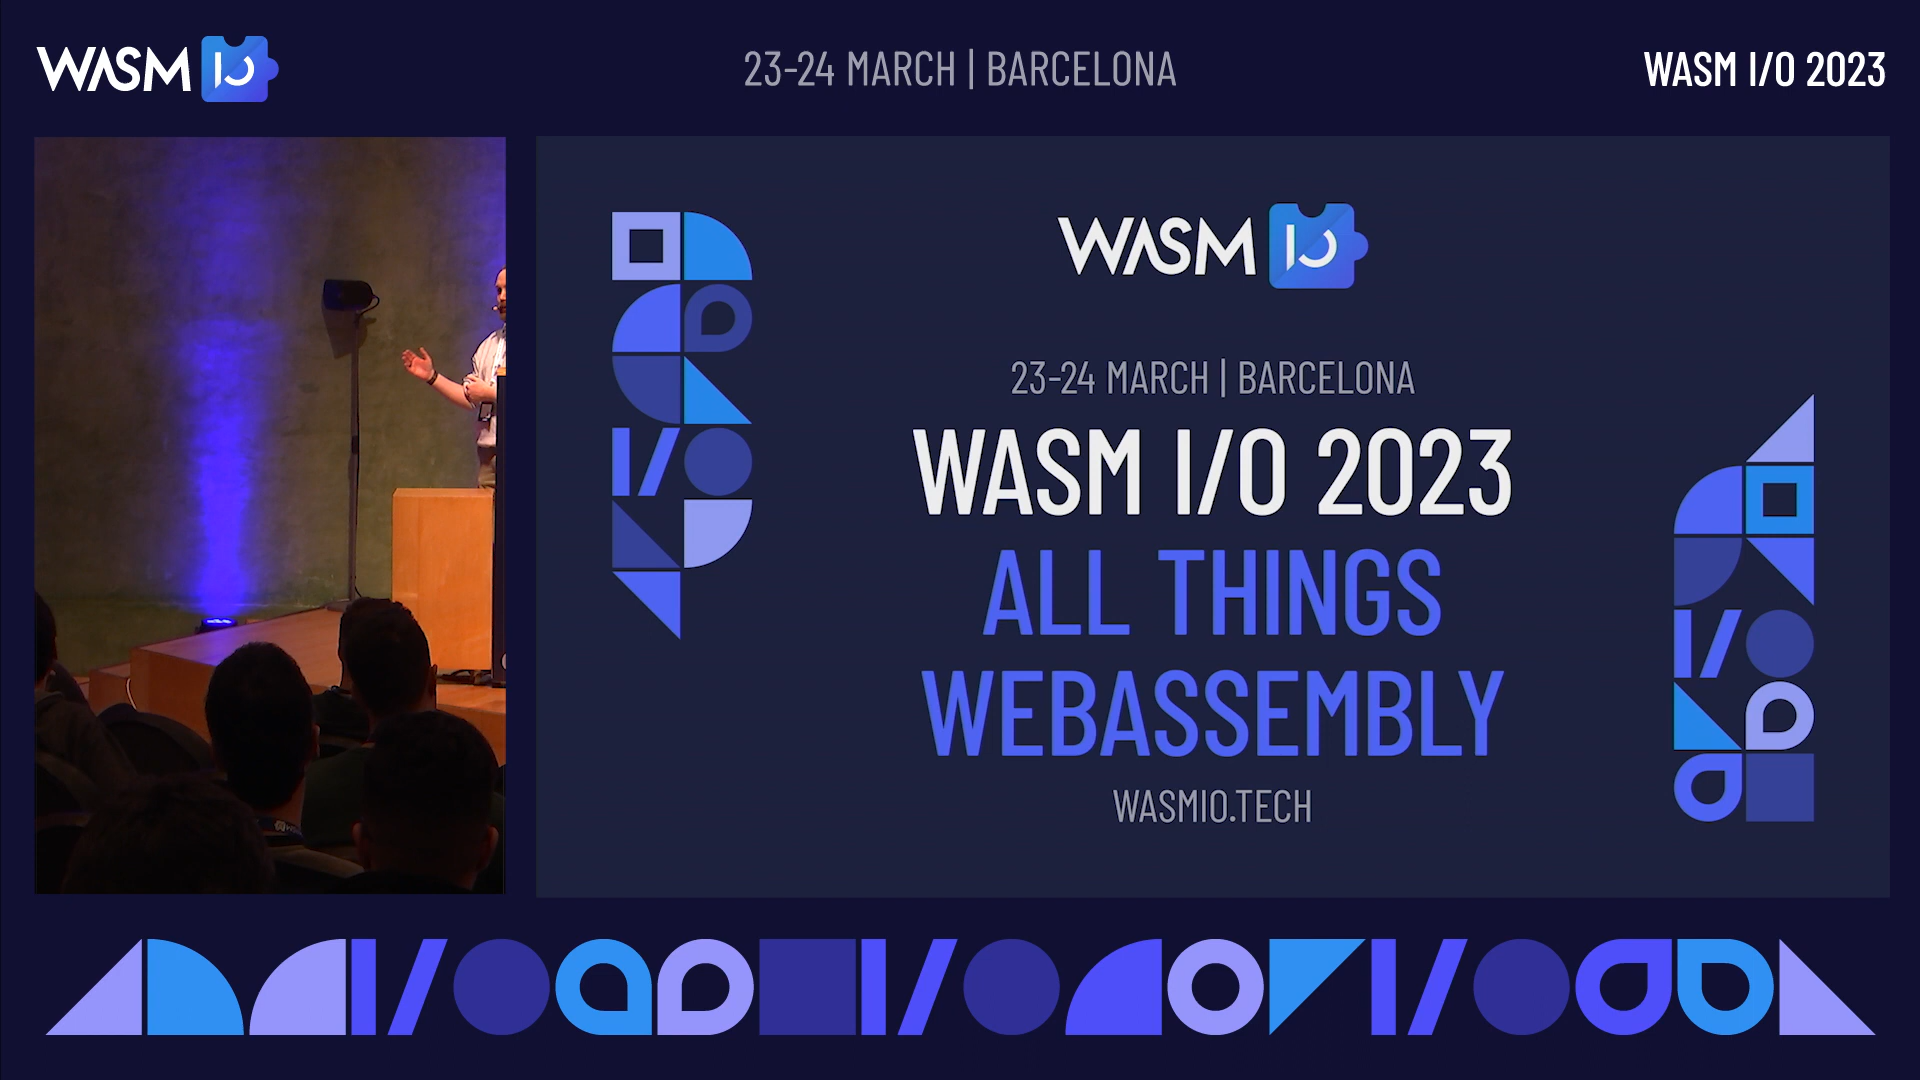 WASM IO
23-24 MARCH | BARCELONA
WASM I/O 2023
WASM IO
23-24 MARCH | BARCELONA
WASM I/O 2023
ALL THINGS
WEBASSEMBLY
WASMIO.TECH
I/O
I/O
I/O I/O I/O